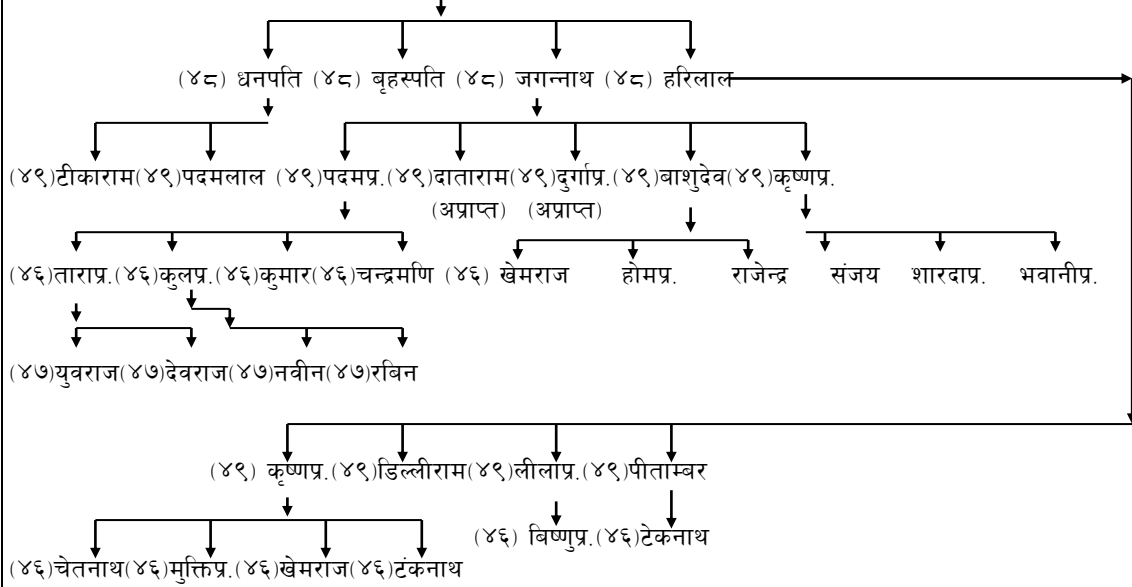 (४८) धनपति (४८) बृहस्पति (४८) जगन्नाथ (४८) हरिलाल
(४९)टीकाराम(४९)पदमलाल (४९)पदमप्र.(४९)दाताराम(४९)दुर्गाप्र.(४९)बाशुदेव(४९)कृष्णप्र.
(अप्राप्त) (अप्राप्त)
(४६)ताराप्र.(४६)कुलप्र.(४६)कुमार(४६)चन्द्रमणि (४६) खेमराज होमप्र. राजेन्द्र संजय शारदाप्र. भवानीप्र.
(४७)युवराज(४७)देवराज(४७)नवीन(४७)रबिन
(४९) कृष्णप्र.(४९)डिल्लीराम(४९)लीलाप्र.(४९)पीताम्बर
(४६) बिष्णुप्र.(४६)टेकनाथ
(४६)चेतनाथ(४६)मुक्तिप्र.(४६)खेमराज(४६)टंकनाथ